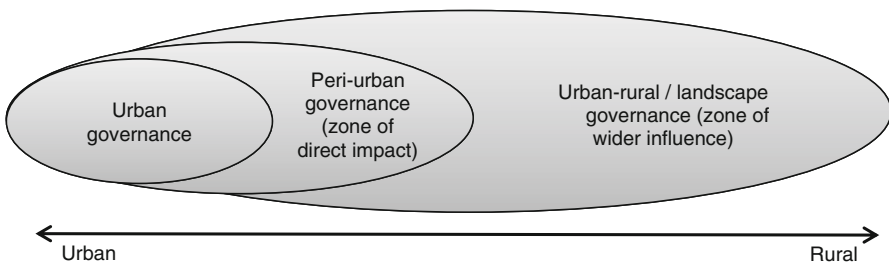 Urban
governance
Peri-urban
governance
(zone of
direct impact)
Urban-rural / landscape
governance (zone of
wider influence)
Urban
Rural